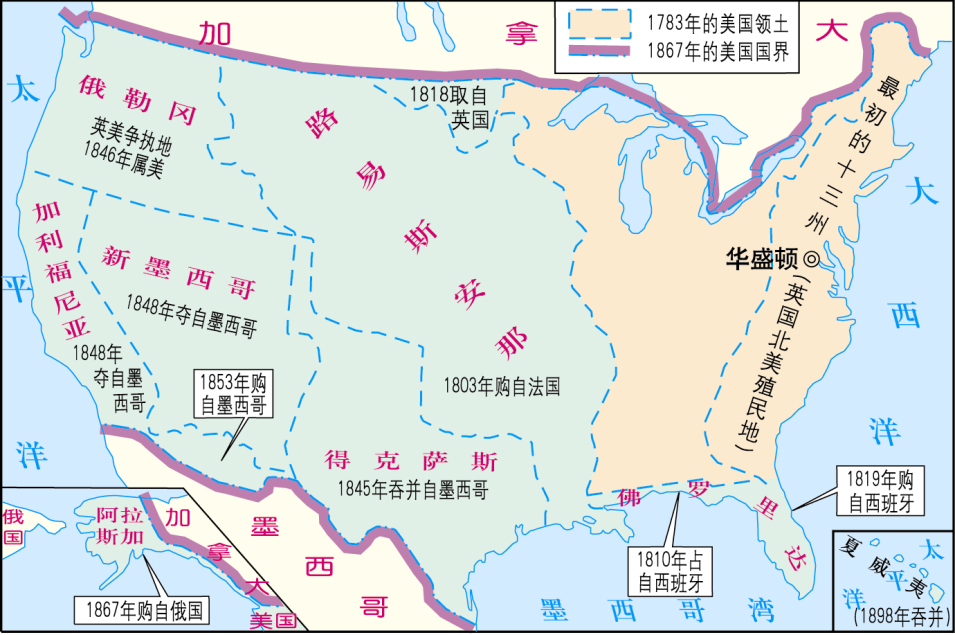 1783年的美国领土
1867年的美国国界
加拿大
太平洋
大西洋
俄勒冈
英美争执地
1846年属美
路易斯安那
1803年购自法国
1818取自
英国
最初的十三州
(英国北美殖民地)
华盛顿
加利福尼亚
1848年
夺自墨
西哥
新墨西哥
1848年夺自墨西哥
1853年购
自墨西哥
得克萨斯
1845年吞并自墨西哥
佛罗里达
1819年购
自西班牙
1810年占
自西班牙
墨西哥
墨西哥湾
俄
国
阿拉
斯加
加拿大
美国
1867年购自俄国
夏威夷
太平洋
(1898年吞并)